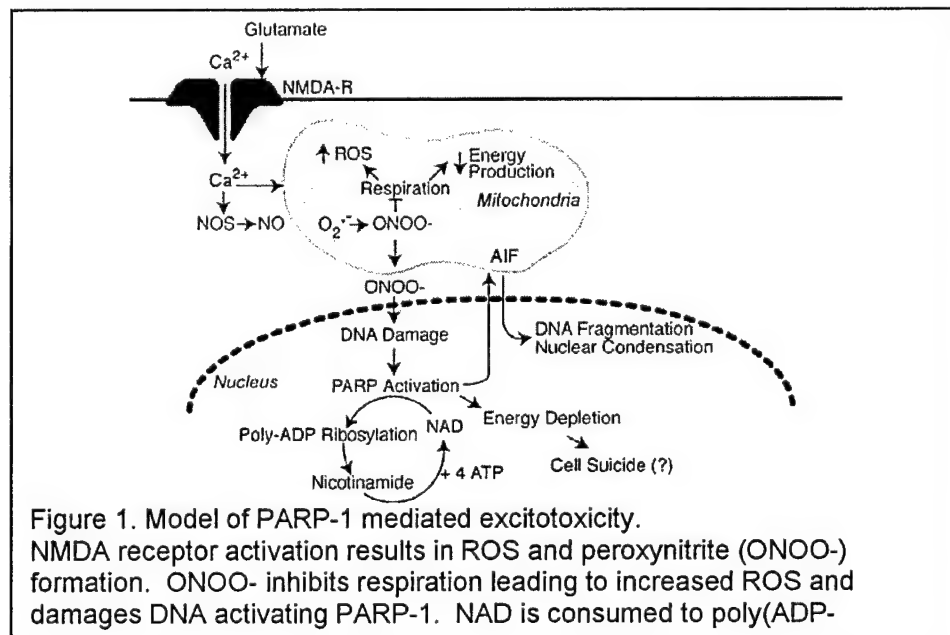 Glutamate
Ca2+
NMDA-R
↑ ROS
↓ Energy
Production
Ca2+
Respiration
Mitochondria
NOS→NO
O2·-→ONOO-
AIF
ONOO-
DNA Damage
DNA Fragmentation
Nuclear Condensation
Nucleus
PARP Activation
Energy Depletion
Poly-ADP Ribosylation
NAD
Cell Suicide (?)
Nicotinamide
+ 4 ATP
Figure 1. Model of PARP-1 mediated excitotoxicity.
NMDA receptor activation results in ROS and peroxynitrite (ONOO-)
formation. ONOO- inhibits respiration leading to increased ROS and
damages DNA activating PARP-1. NAD is consumed to poly(ADP-